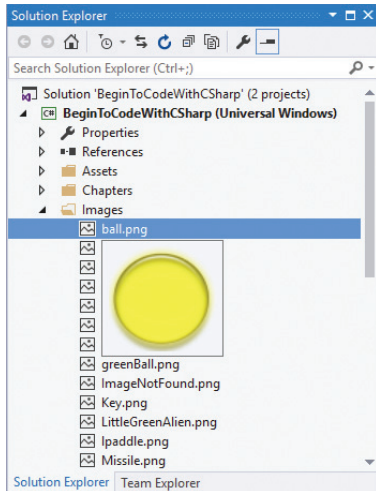 Solution Explorer
Search Solution Explorer (Ctrl+;)
Solution 'BeginToCodeWithCSharp' (2 projects)
C# BeginToCodeWithCSharp (Universal Windows)
Properties
References
Assets
Chapters
Images
ball.png
greenBall.png
ImageNotFound.png
Key.png
LittleGreenAlien.png
lpaddle.png
Missile.png
Solution Explorer Team Explorer